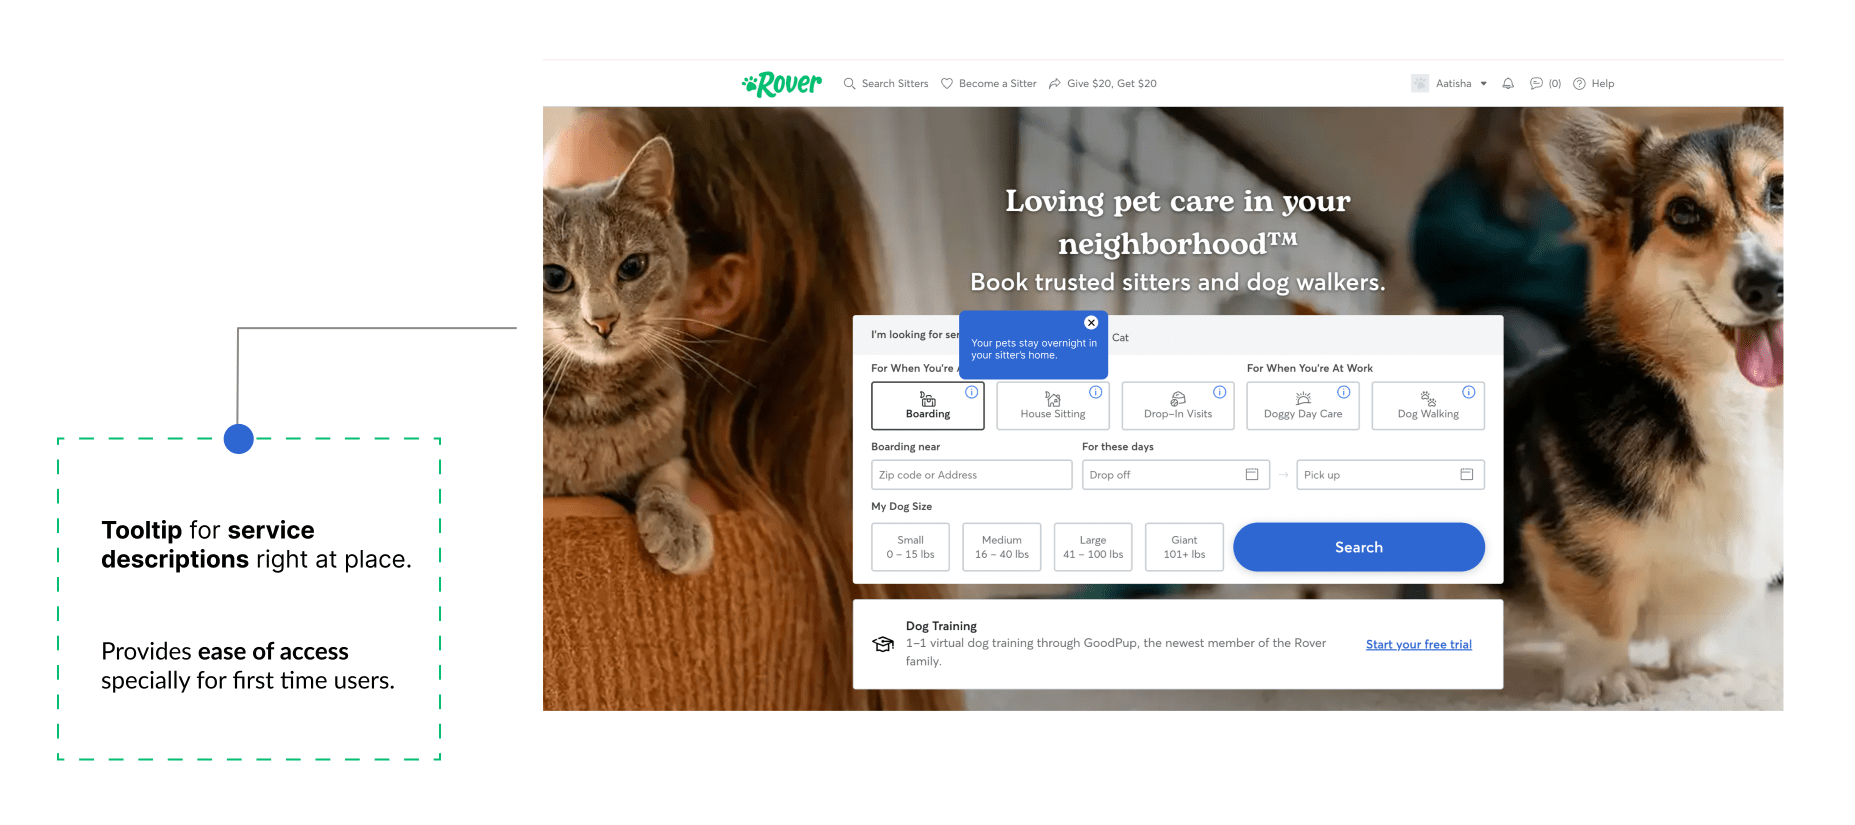 Rover
Search Sitters
Become a Sitter
Give $20, Get $20
Aatisha
(0)
Help
Loving pet care in your
neighborhood™
Book trusted sitters and dog walkers.
I'm looking for ser
Cat
Your pets stay overnight in
your sitter's home.
For When You're
For When You're At Work
Boarding
House Sitting
Drop-In Visits
Doggy Day Care
Dog Walking
Boarding near
For these days
Zip code or Address
Drop off
Pick up
My Dog Size
Small
0 – 15 lbs
Medium
16 – 40 lbs
Large
41 – 100 lbs
Giant
101+ lbs
Search
Dog Training
1-1 virtual dog training through GoodPup, the newest member of the Rover
family.
Start your free trial
Tooltip for service
descriptions right at place.
Provides ease of access
specially for first time users.